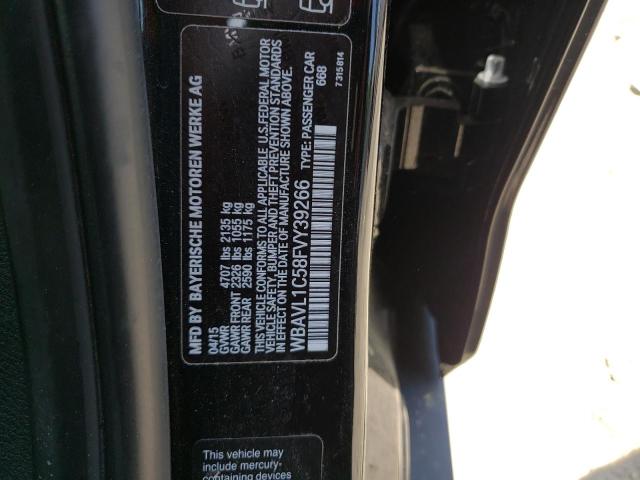 MFD BY BAYERISCHE MOTOREN WERKE AG
04/15
GVWR 4707 lbs 2135 kg
GAWR FRONT 2326 lbs 1055 kg
GAWR REAR 2590 lbs 1175 kg
THIS VEHICLE CONFORMS TO ALL APPLICABLE U.S.FEDERAL MOTOR
VEHICLE SAFETY, BUMPER AND THEFT PREVENTION STANDARDS
IN EFFECT ON THE DATE OF MANUFACTURE SHOWN ABOVE.
WBAVL1C58FVY39266 TYPE: PASSENGER CAR
668
7315814
This vehicle may
include mercury-
containing devices